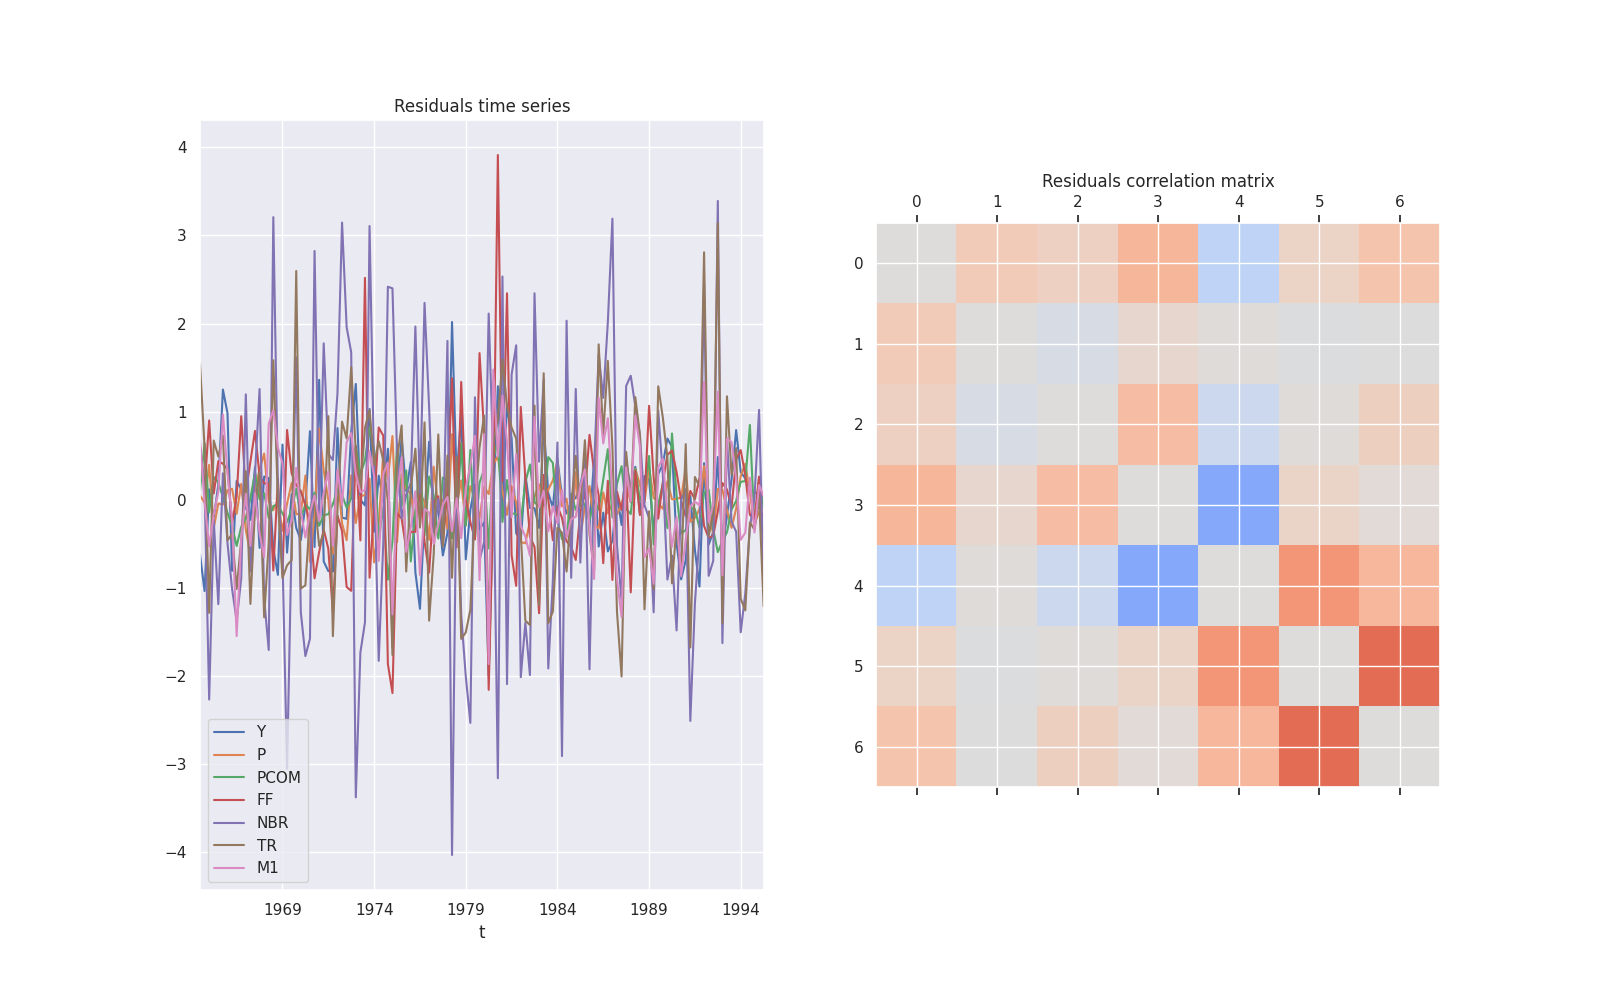 Residuals time series
4
3
2
1
0
−1
−2
−3
−4
Y
P
PCOM
FF
NBR
TR
M1
1969 1974 1979 1984 1989 1994
t
Residuals correlation matrix
0 1 2 3 4 5 6
0
1
2
3
4
5
6